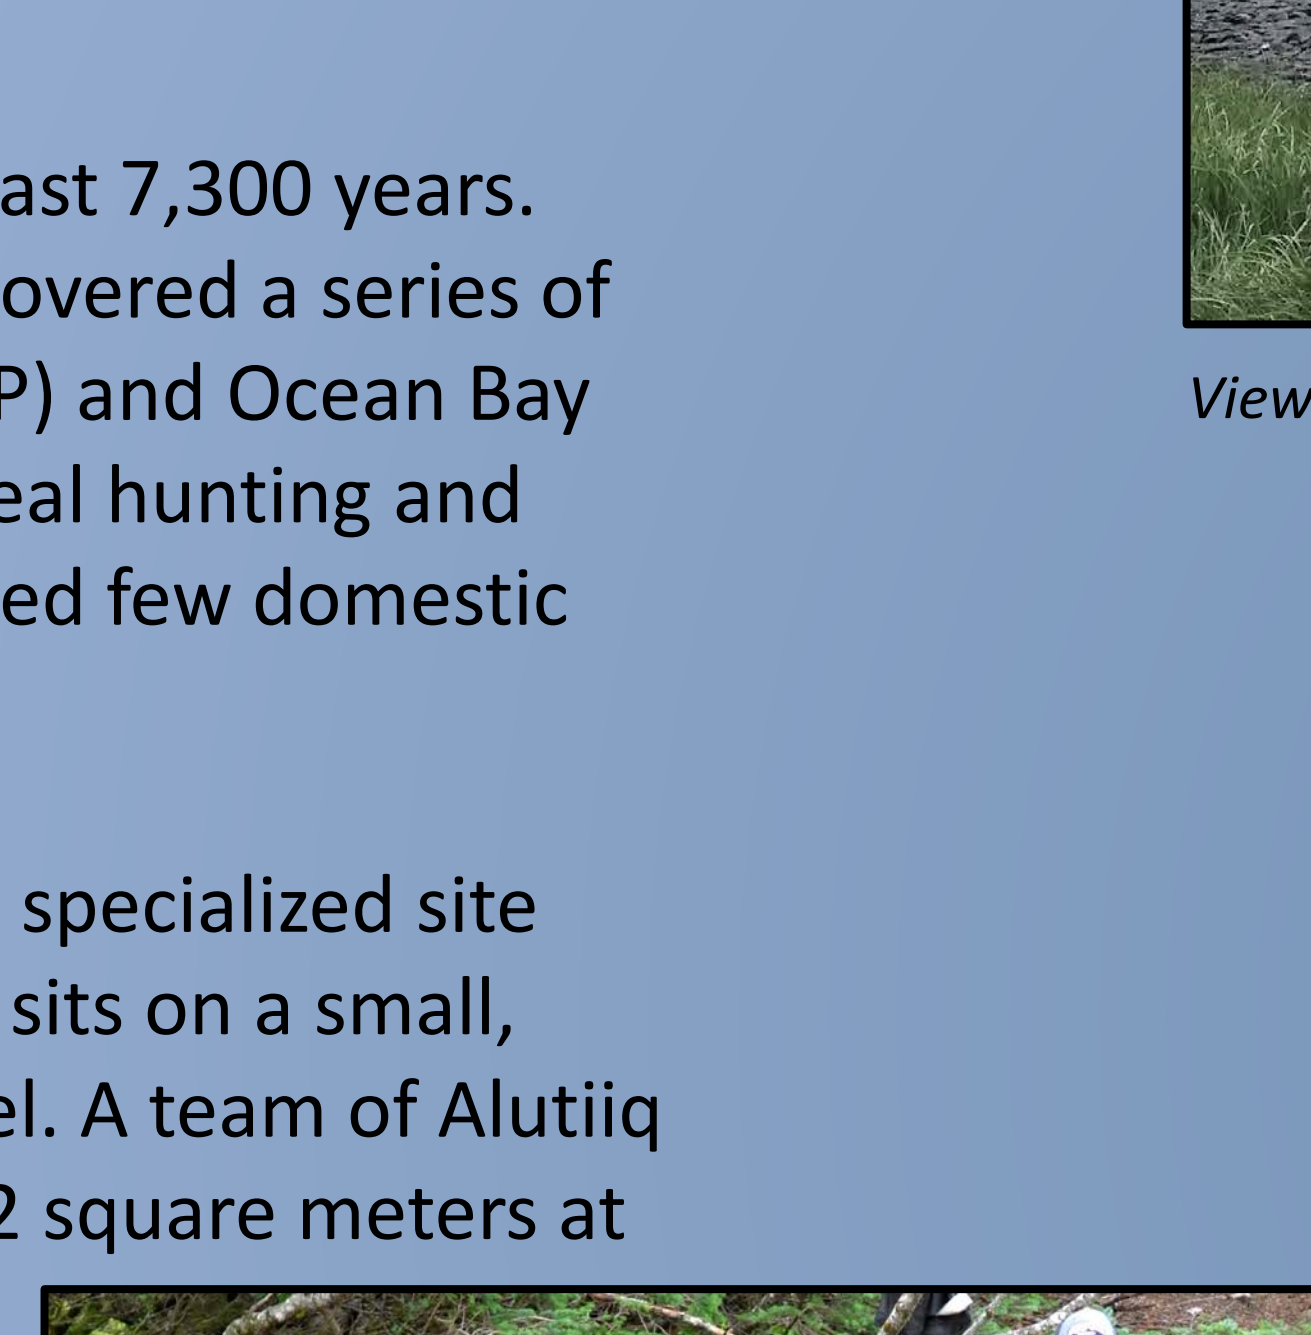 ast 7,300 years.
overed a series of
P) and Ocean Bay
eal hunting and
ed few domestic
specialized site
sits on a small,
el. A team of Alutiiq
2 square meters at
View